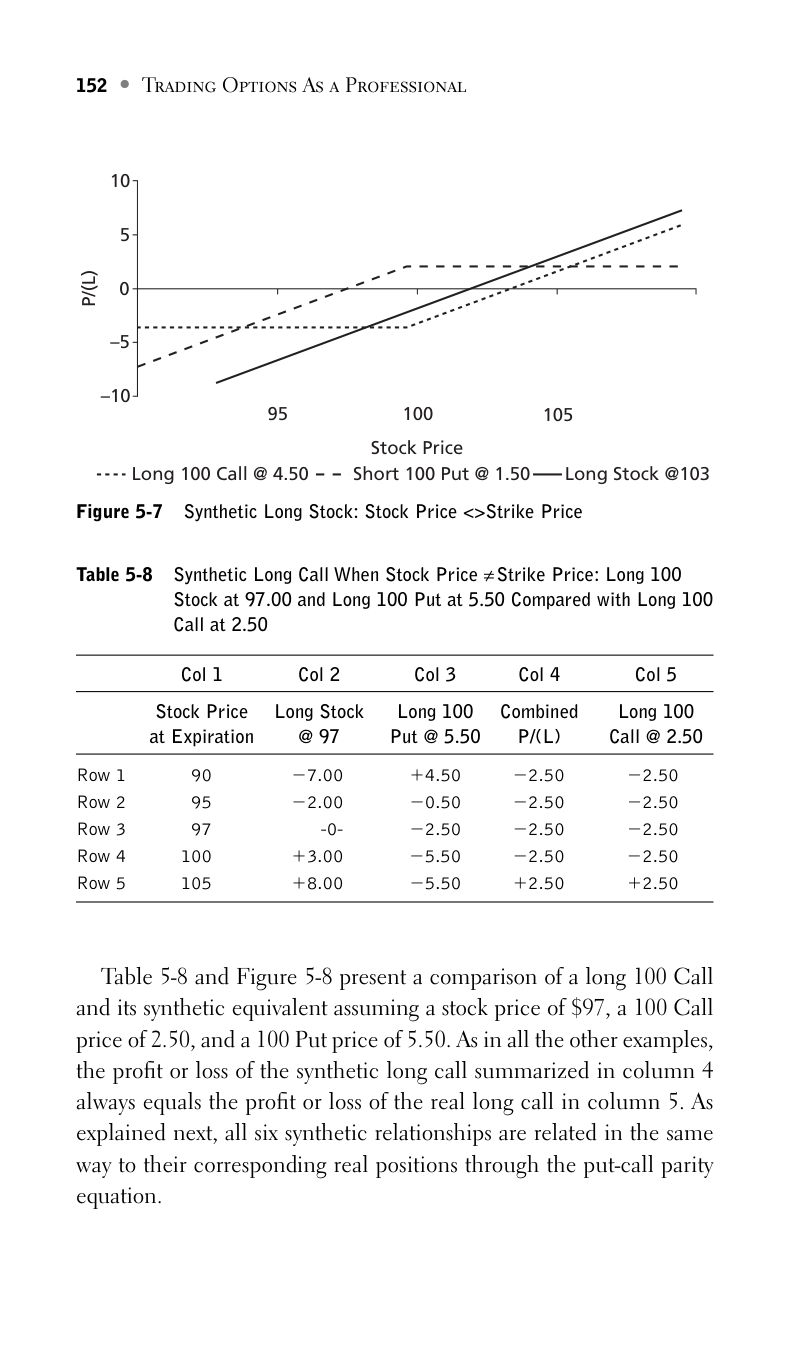 152 • TRADING OPTIONS AS A PROFESSIONAL
10
5
0
−5
−10
P/(L)
95 100 105
Stock Price
Long 100 Call @ 4.50 Short 100 Put @ 1.50 Long Stock @103
Figure 5-7 Synthetic Long Stock: Stock Price <>Strike Price
Table 5-8 Synthetic Long Call When Stock Price ≠ Strike Price: Long 100
Stock at 97.00 and Long 100 Put at 5.50 Compared with Long 100
Call at 2.50
Col 1 Col 2 Col 3 Col 4 Col 5
Stock Price Long Stock Long 100 Combined Long 100
at Expiration @ 97 Put @ 5.50 P/(L) Call @ 2.50
Row 1 90 −7.00 +4.50 −2.50 −2.50
Row 2 95 −2.00 −0.50 −2.50 −2.50
Row 3 97 -0- −2.50 −2.50 −2.50
Row 4 100 +3.00 −5.50 −2.50 −2.50
Row 5 105 +8.00 −5.50 +2.50 +2.50
Table 5-8 and Figure 5-8 present a comparison of a long 100 Call
and its synthetic equivalent assuming a stock price of $97, a 100 Call
price of 2.50, and a 100 Put price of 5.50. As in all the other examples,
the profit or loss of the synthetic long call summarized in column 4
always equals the profit or loss of the real long call in column 5. As
explained next, all six synthetic relationships are related in the same
way to their corresponding real positions through the put-call parity
equation.